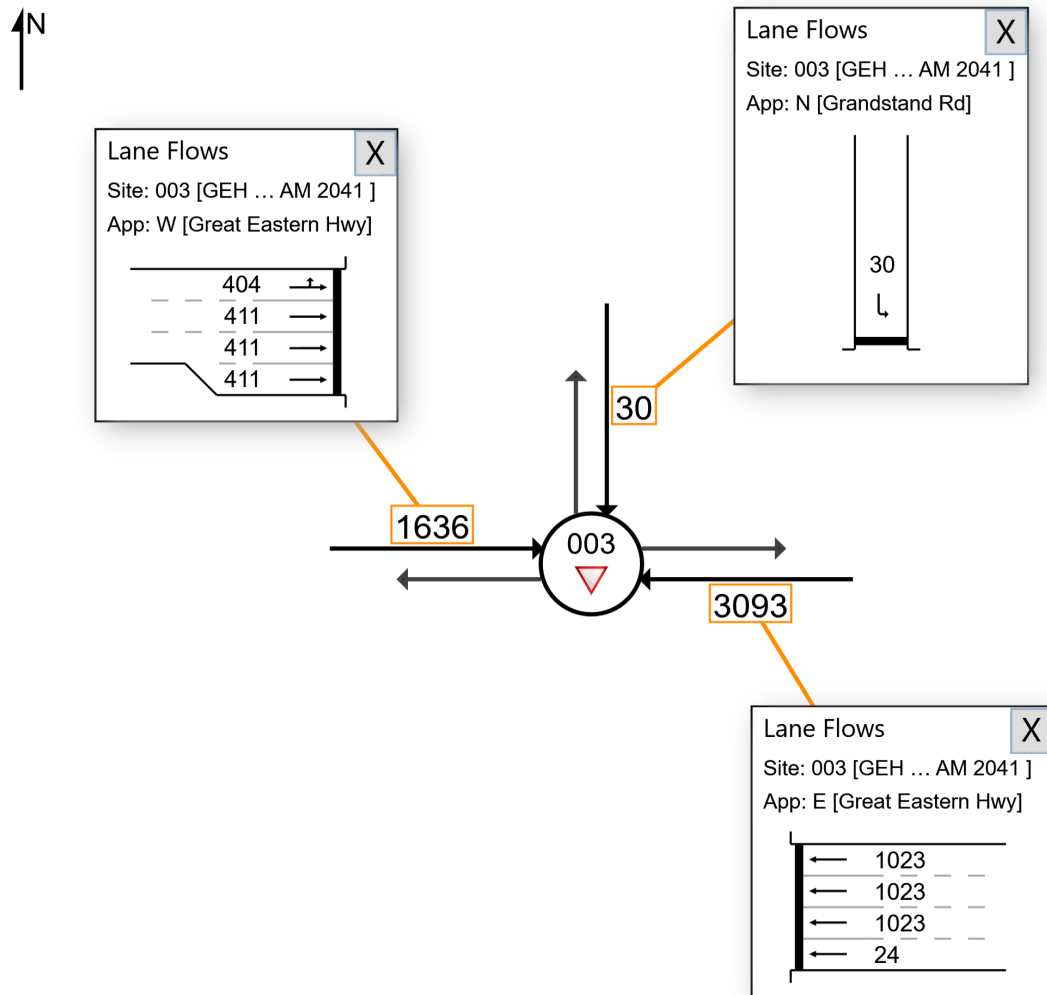 N
Lane Flows
X
Site: 003 [GEH ... AM 2041 ]
App: N [Grandstand Rd]
30
Lane Flows
X
Site: 003 [GEH ... AM 2041 ]
App: W [Great Eastern Hwy]
404
411
411
411
30
1636
003
3093
Lane Flows
X
Site: 003 [GEH ... AM 2041 ]
App: E [Great Eastern Hwy]
1023
1023
1023
24